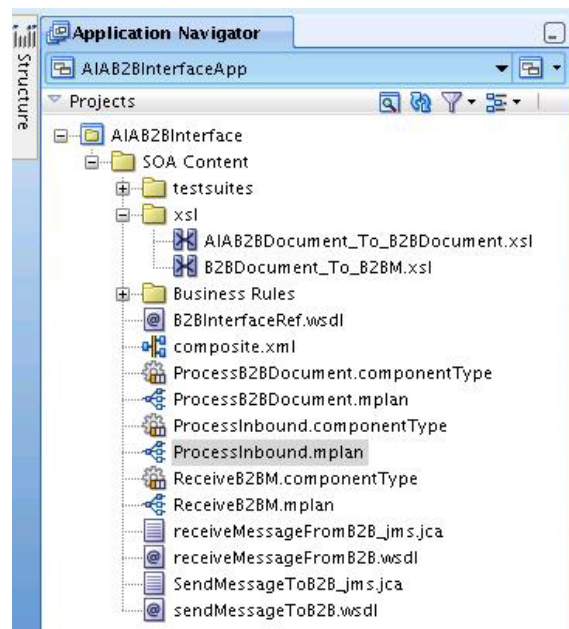 Structure
Application Navigator
AIAB2BInterfaceApp
Projects
AIAB2BInterface
SOA Content
testsuites
xsl
AIAB2BDocument_To_B2BDocument.xsl
B2BDocument_To_B2BM.xsl
Business Rules
B2BInterfaceRef.wsdl
composite.xml
ProcessB2BDocument.componentType
ProcessB2BDocument.mplan
ProcessInbound.componentType
ProcessInbound.mplan
ReceiveB2BM.componentType
ReceiveB2BM.mplan
receiveMessageFromB2B_jms.jca
receiveMessageFromB2B.wsdl
SendMessageToB2B_jms.jca
sendMessageToB2B.wsdl